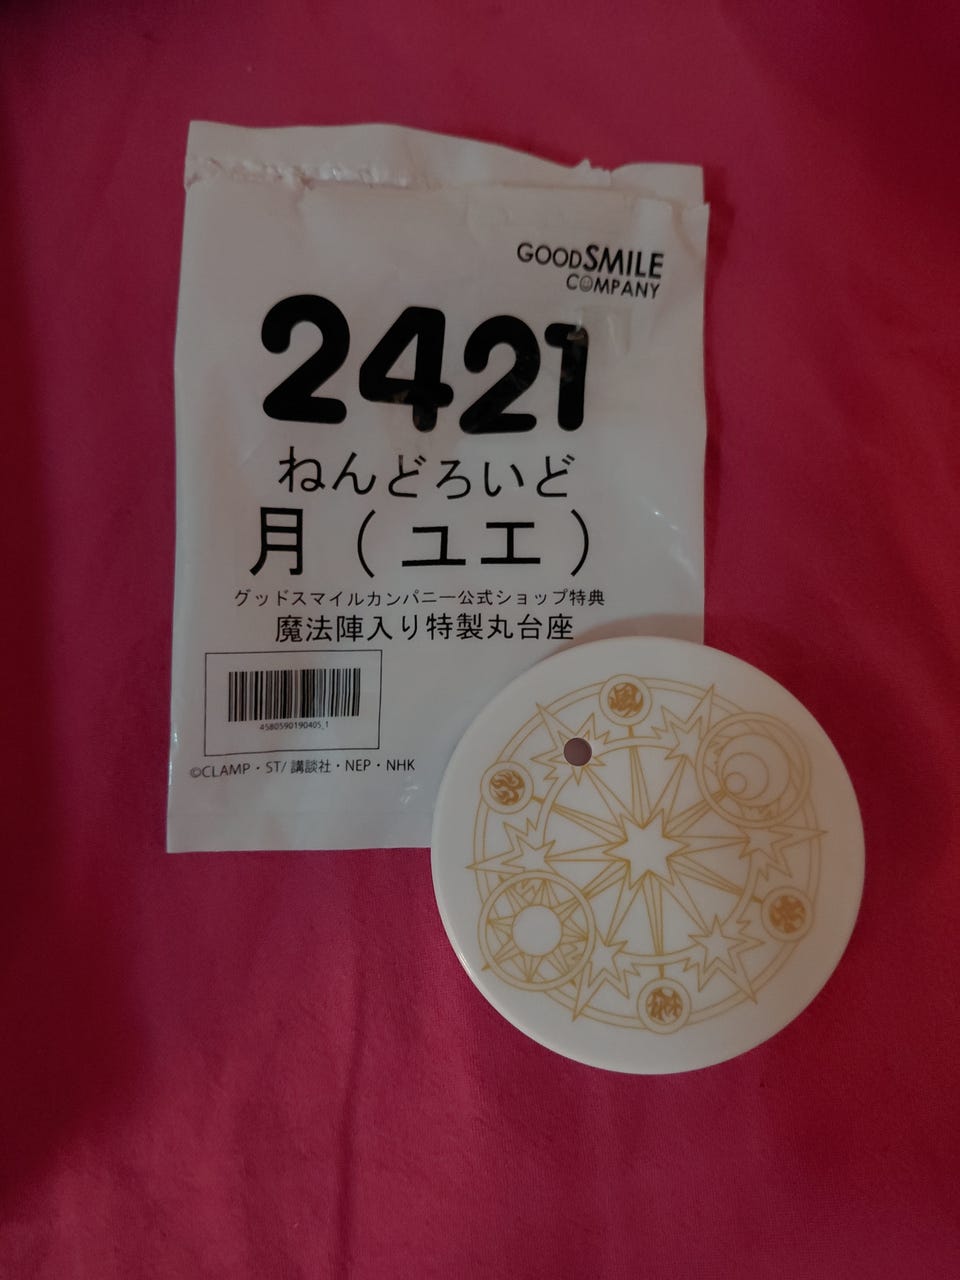 GOODSMILE
COMPANY
2421
ねんどろいど
月（ユエ）
グッドスマイルカンパニー公式ショップ特典
魔法陣入り特製丸台座
4580590190405_1
©CLAMP・ST/講談社・NEP・NHK